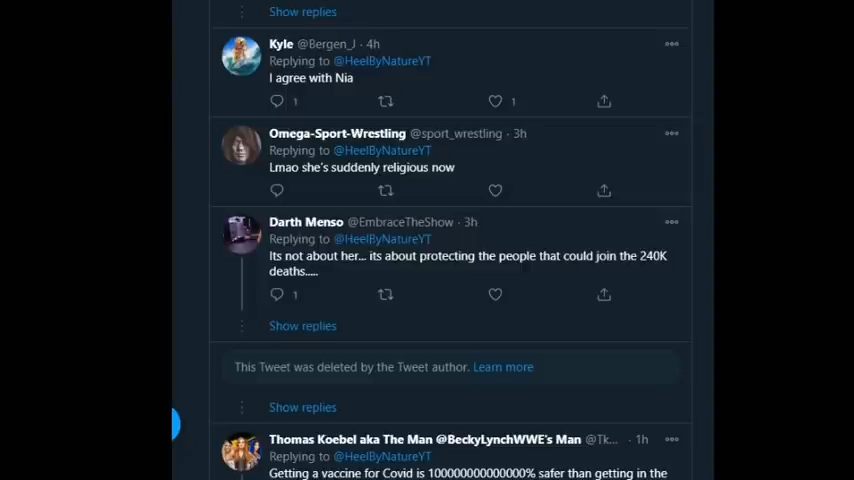 Show replies
Kyle @Bergen_J · 4h
Replying to @HeelByNatureYT
I agree with Nia
1
1
Omega-Sport-Wrestling @sport_wrestling · 3h
Replying to @HeelByNatureYT
Lmao she's suddenly religious now
Darth Menso @EmbraceTheShow · 3h
Replying to @HeelByNatureYT
Its not about her... its about protecting the people that could join the 240K
deaths.....
1
Show replies
This Tweet was deleted by the Tweet author. Learn more
Show replies
Thomas Koebel aka The Man @BeckyLynchWWE's Man @Tk... · 1h
Replying to @HeelByNatureYT
Getting a vaccine for Covid is 100000000000000% safer than getting in the